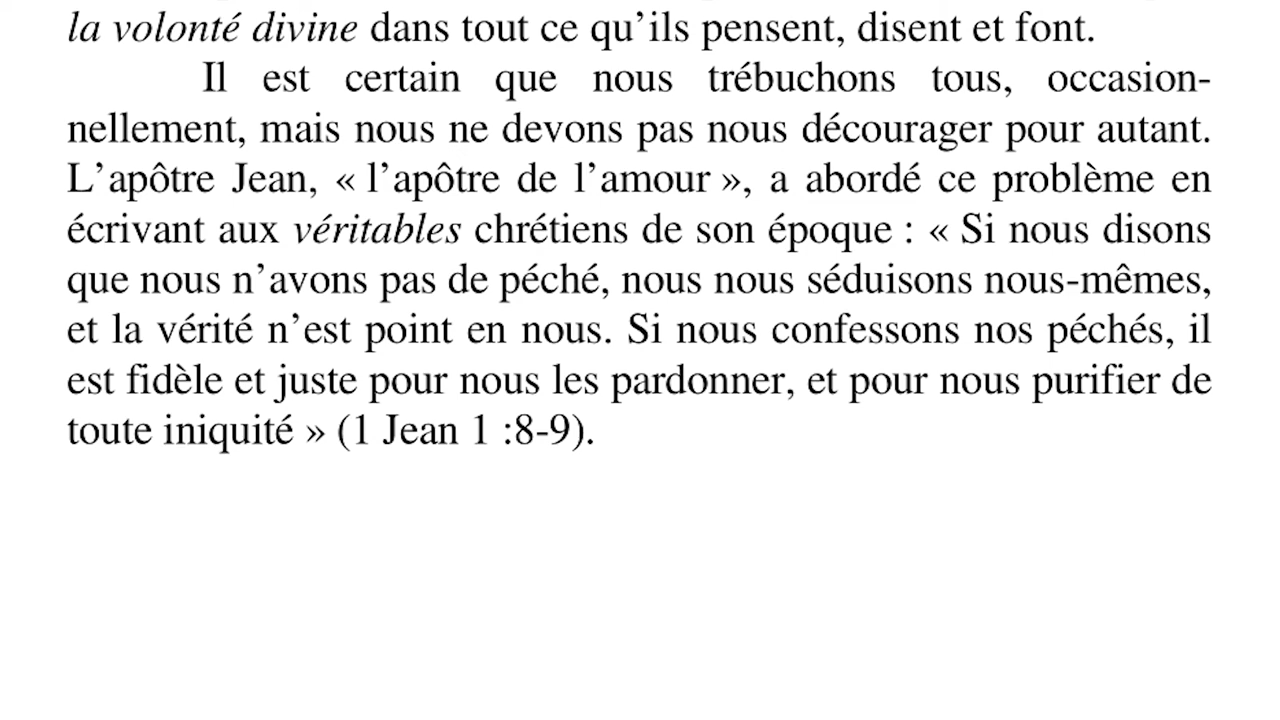 la volonté divine dans tout ce qu’ils pensent, disent et font.
Il est certain que nous trébuchons tous, occasion-
nellement, mais nous ne devons pas nous décourager pour autant.
L’apôtre Jean, « l’apôtre de l’amour », a abordé ce problème en
écrivant aux véritables chrétiens de son époque : « Si nous disons
que nous n’avons pas de péché, nous nous séduisons nous-mêmes,
et la vérité n’est point en nous. Si nous confessons nos péchés, il
est fidèle et juste pour nous les pardonner, et pour nous purifier de
toute iniquité » (1 Jean 1 :8-9).